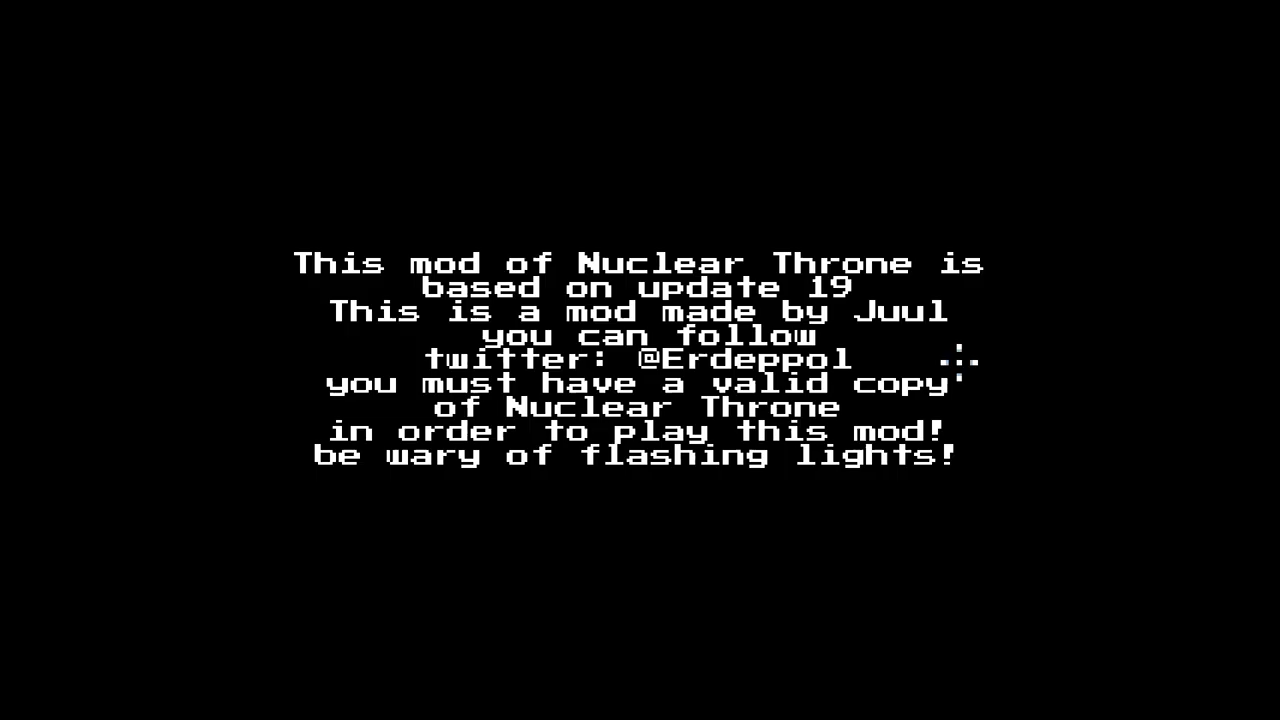 This mod of Nuclear Throne is
based on update 19
This is a mod made by Juul
you can follow
twitter: @Erdeppol
you must have a valid copy
of Nuclear Throne
in order to play this mod!
be wary of flashing lights!